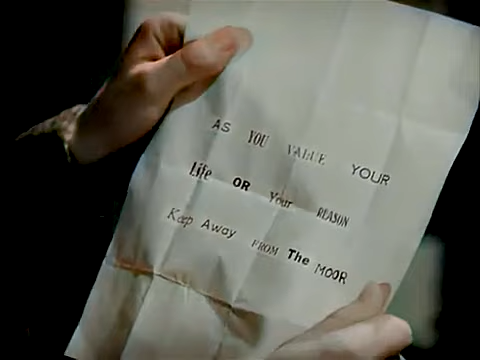 AS YOU VALUE YOUR
life OR Your REASON
Keep Away FROM The MOOR